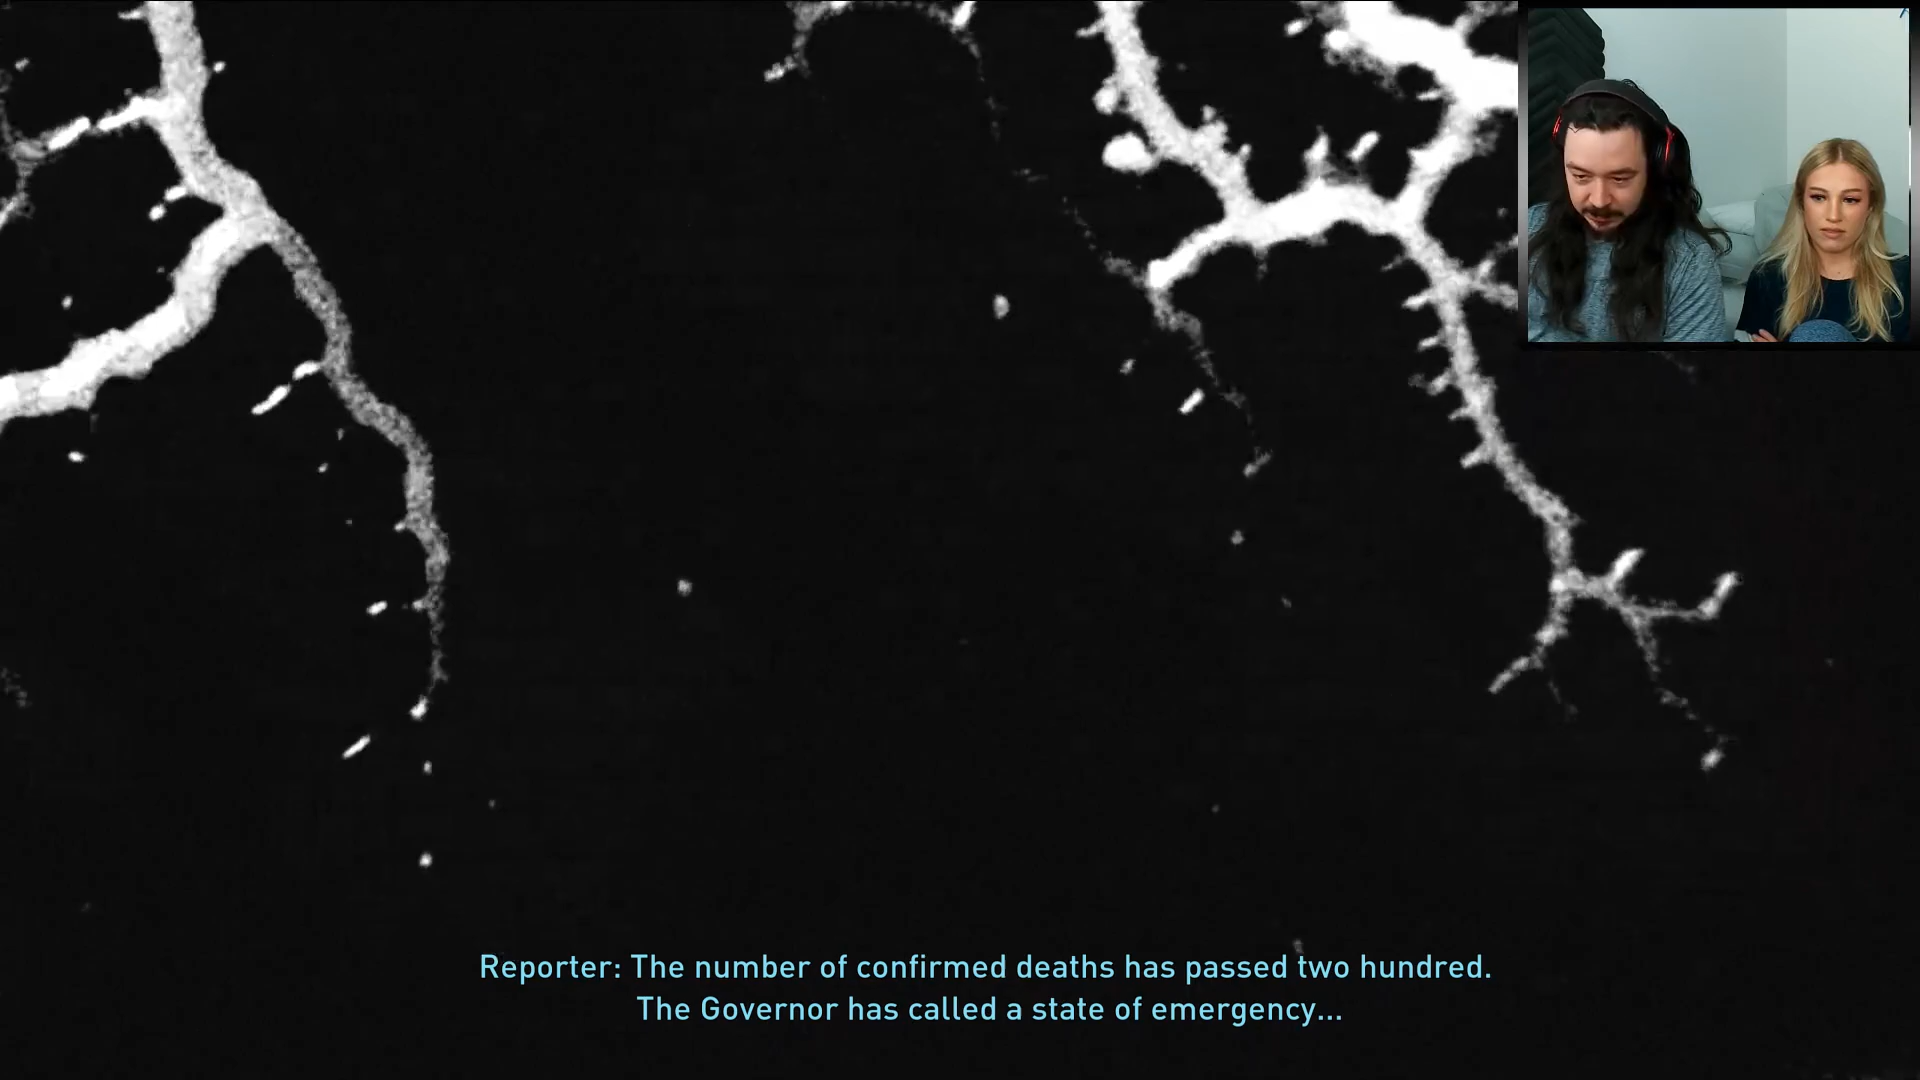 Reporter: The number of confirmed deaths has passed two hundred.
The Governor has called a state of emergency...